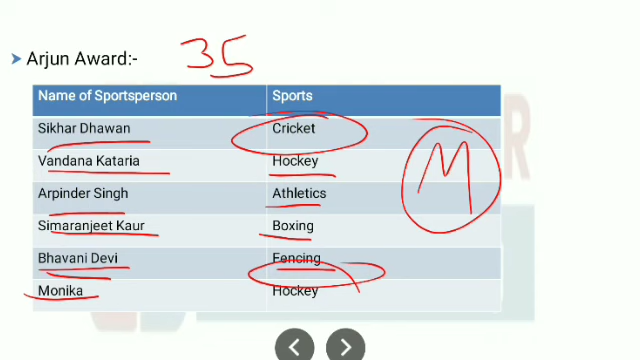 Arjun Award:- 35
Name of Sportsperson Sports
Sikhar Dhawan Cricket
Vandana Kataria Hockey
Arpinder Singh Athletics
Simaranjeet Kaur Boxing
Bhavani Devi Fencing
Monika Hockey
M